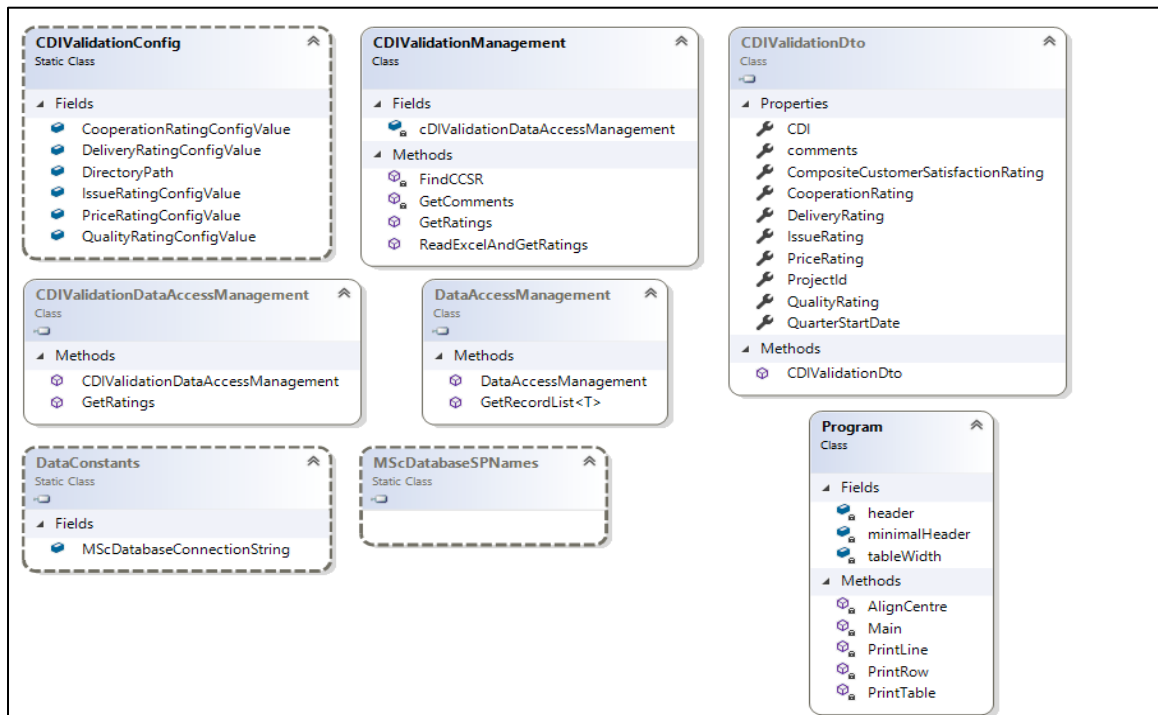 CDIValidationConfig
Static Class
Fields
CooperationRatingConfigValue
DeliveryRatingConfigValue
DirectoryPath
IssueRatingConfigValue
PriceRatingConfigValue
QualityRatingConfigValue
CDIValidationManagement
Class
Fields
cDIValidationDataAccessManagement
Methods
FindCCSR
GetComments
GetRatings
ReadExcelAndGetRatings
CDIValidationDto
Class
Properties
CDI
comments
CompositeCustomerSatisfactionRating
CooperationRating
DeliveryRating
IssueRating
PriceRating
ProjectId
QualityRating
QuarterStartDate
Methods
CDIValidationDto
CDIValidationDataAccessManagement
Class
Methods
CDIValidationDataAccessManagement
GetRatings
DataAccessManagement
Class
Methods
DataAccessManagement
GetRecordList<T>
DataConstants
Static Class
Fields
MScDatabaseConnectionString
MScDatabaseSPNames
Static Class
Program
Class
Fields
header
minimalHeader
tableWidth
Methods
AlignCentre
Main
PrintLine
PrintRow
PrintTable